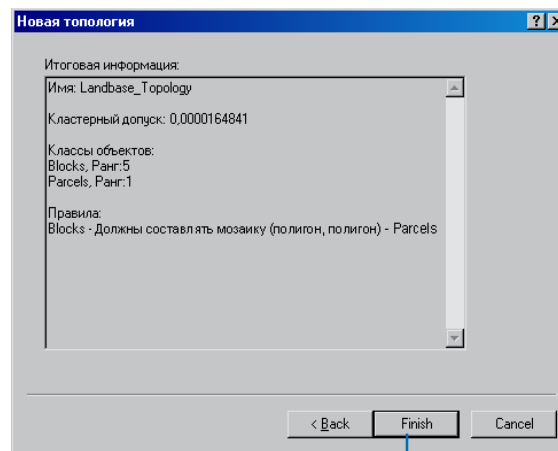 Новая топология
Итоговая информация:
Имя: Landbase_Topology
Кластерный допуск: 0,0000164841
Классы объектов:
Blocks, Ранг:5
Parcels, Ранг:1
Правила:
Blocks - Должны составлять мозаику (полигон, полигон) - Parcels
< Back Finish Cancel